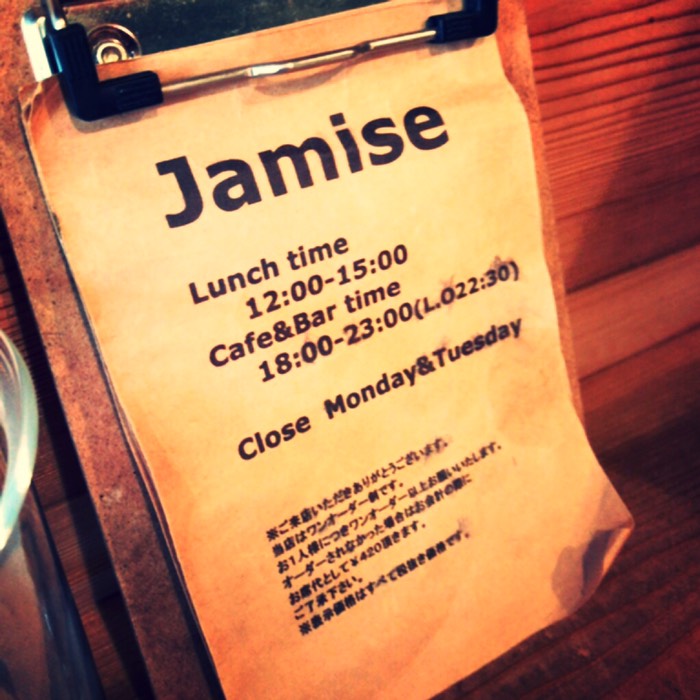 Jamise
Lunch time
12:00-15:00
Cafe&Bar time
18:00-23:00(L.O22:30)
Close Monday&Tuesday
※ご来店いただきありがとうございます。
当店はワンオーダー制です。
お1人様につきワンオーダー以上お願いいたします。
オーダーされなかった場合はお会計の際に
お席代として¥420頂きます。
ご了承下さい。
※表示価格はすべて税抜き価格です。